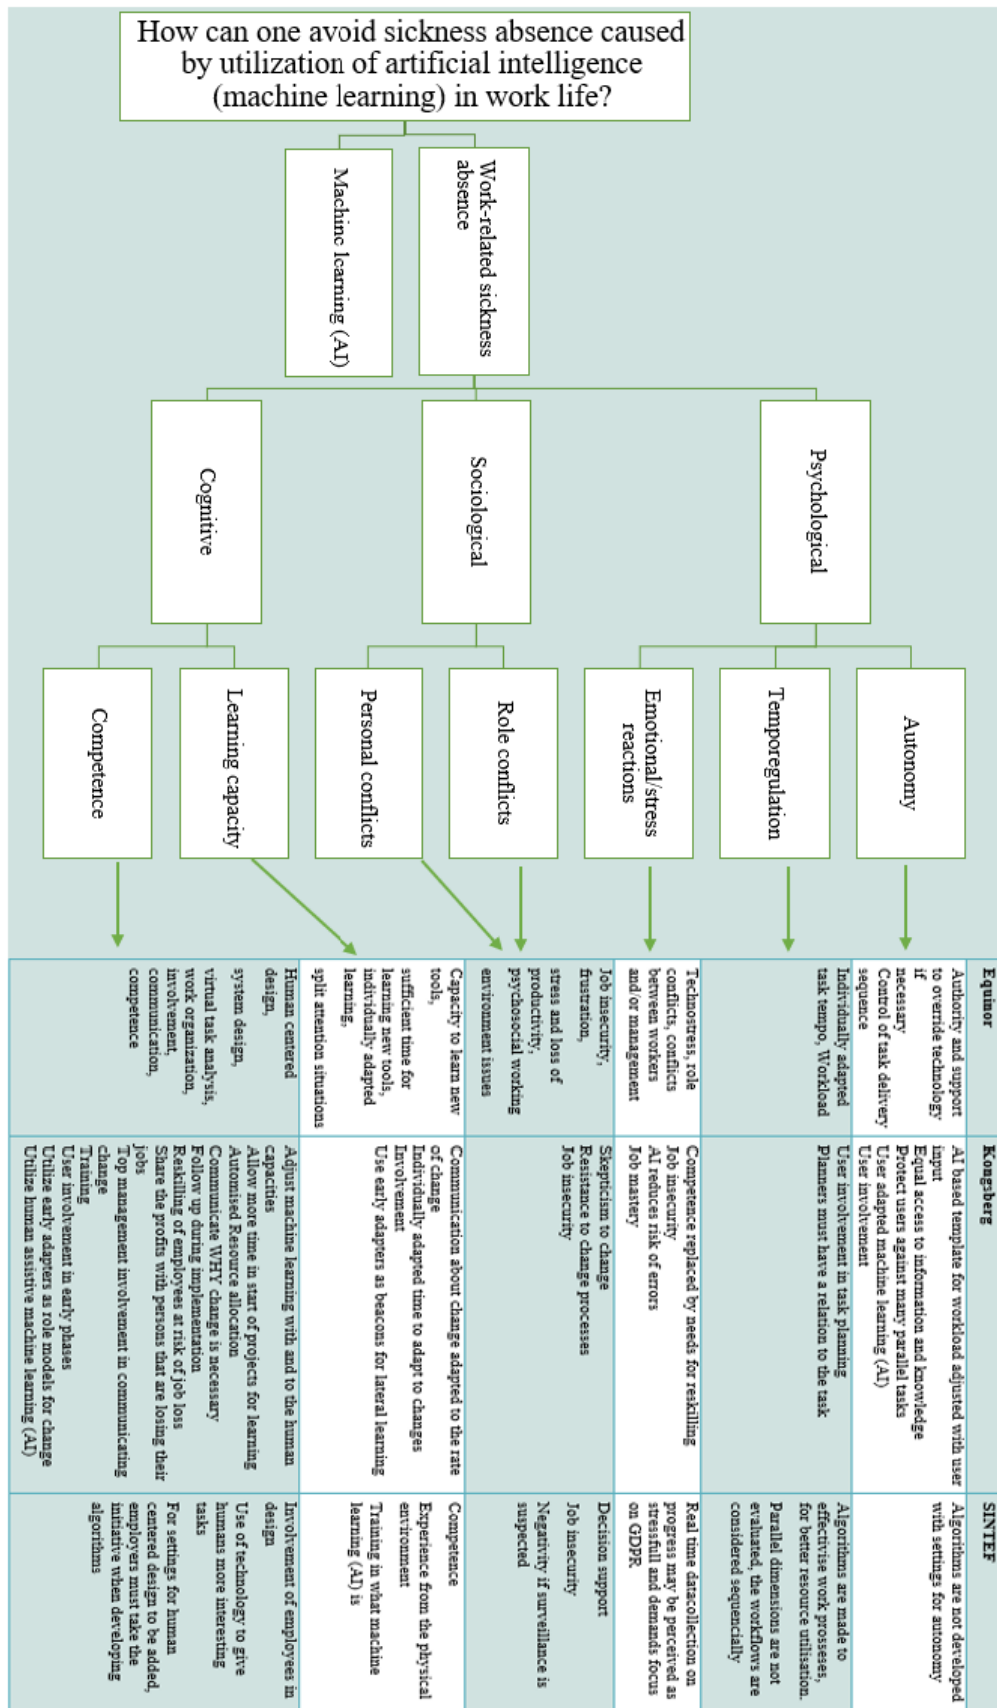 How can one avoid sickness absence caused
by utilization of artificial intelligence
(machine learning) in work life?
Work-related sickness
absence
Machine learning (AI)
Psychological
Sociological
Cognitive
Autonomy
Temporegulation
Emotional/stress
reactions
Role conflicts
Personal conflicts
Learning capacity
Competence
Equinor
Kongsberg
SINTEF
Authority and support
to override technology
if
necessary
Control of task delivery
sequence
AI based template for workload adjusted with user
input
Equal access to information and knowledge
Protect users against many parallel tasks
User adapted machine learning (AI)
User involvement
Algorithms are not developed
with settings for autonomy
Individually adapted
task tempo, Workload
User involvement in task planning
Planners must have a relation to the task
Algorithms are made to
effectivise work prosseses,
for better resource utilisation.
Parallel dimensions are not
evaluated, the workflows are
considered sequencially
Technostress, role
conflicts, conflicts
between workers
and/or management
Competence replaced by needs for reskilling
Job insecurity
AI reduces risk of errors
Job mastery
Real time datacollection on
progress may be perceived as
stressfull and demands focus
on GDPR
Job insecurity,
frustration,
stress and loss of
productivity,
psychosocial working
environment issues
Skepticism to change
Resistance to change processes
Job insecurity
Decision support
Job insecurity
Negativity if surveillance is
suspected
Capacity to learn new
tools,
sufficient time for
learning new tools,
individually adapted
learning,
split attention situations
Communication about change adapted to the rate
of change
Individually adapted time to adapt to changes
Involvement
Use early adapters as beacons for lateral learning
Competence
Experience from the physical
environment
Training in what machine
learning (AI) is
Human centered
design,
system design,
virtual task analysis,
work organization,
involvement,
communication,
competence
Adjust machine learning with and to the human
capacities
Allow more time in start of projects for learning
Automised Resource allocation
Communicate WHY change is necessary
Follow up during implementation
Reskilling of employees at risk of job loss
Share the profits with persons that are losing their
jobs
Top management involvement in communicating
change
Training
User involvement in early phases
Utilize early adapters as role models for change
Utilize human assistive machine learning (AI)
Involvement of employees in
design
Use of technology to give
humans more interesting
tasks
For settings for human
centered design to be added,
employers must take the
initiative when developing
algorithms